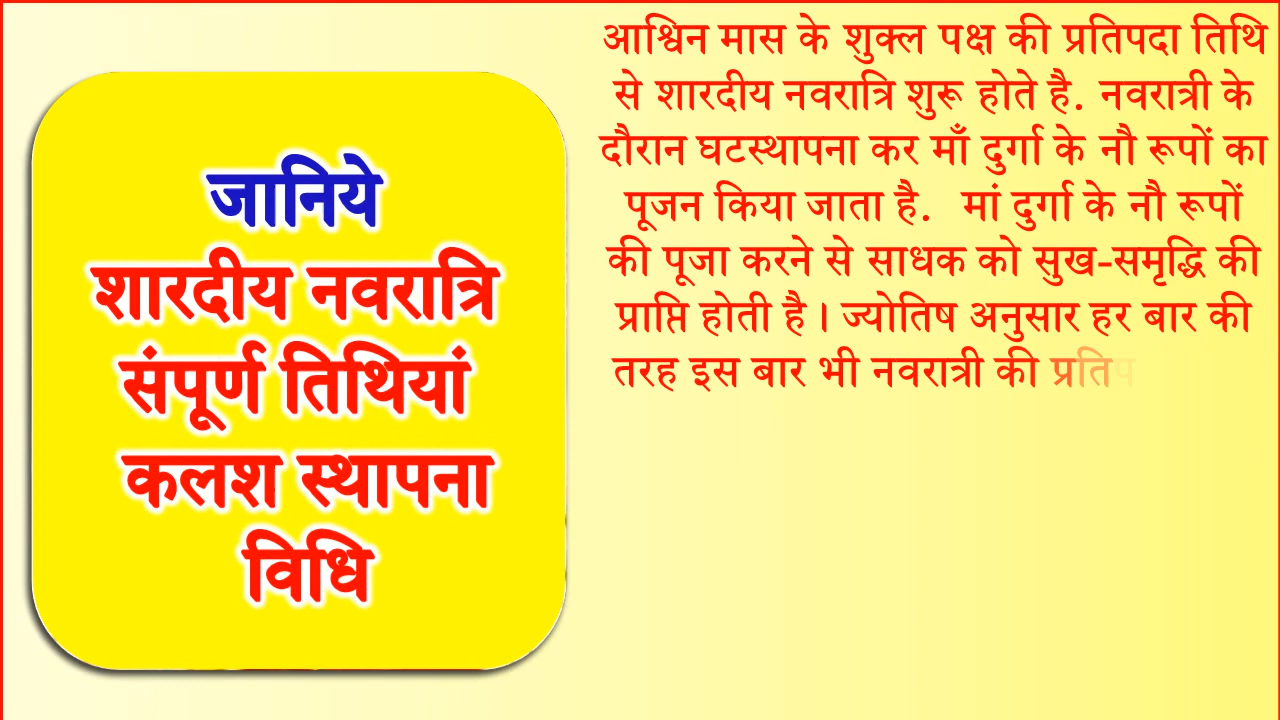 जानिये
शारदीय नवरात्रि
संपूर्ण तिथियां
कलश स्थापना
विधि
आश्विन मास के शुक्ल पक्ष की प्रतिपदा तिथि
से शारदीय नवरात्रि शुरू होते है. नवरात्री के
दौरान घटस्थापना कर माँ दुर्गा के नौ रूपों का
पूजन किया जाता है. मां दुर्गा के नौ रूपों
की पूजा करने से साधक को सुख-समृद्धि की
प्राप्ति होती है । ज्योतिष अनुसार हर बार की
तरह इस बार भी नवरात्री की